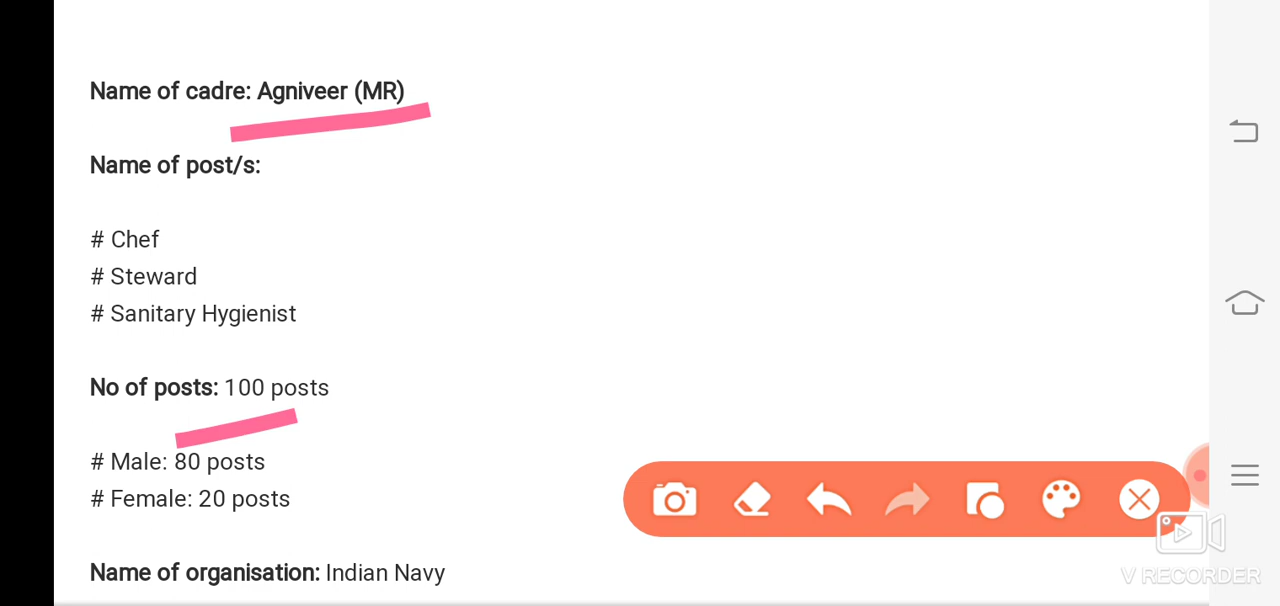 Name of cadre: Agniveer (MR)
Name of post/s:
# Chef
# Steward
# Sanitary Hygienist
No of posts: 100 posts
# Male: 80 posts
# Female: 20 posts
Name of organisation: Indian Navy
V RECORDER